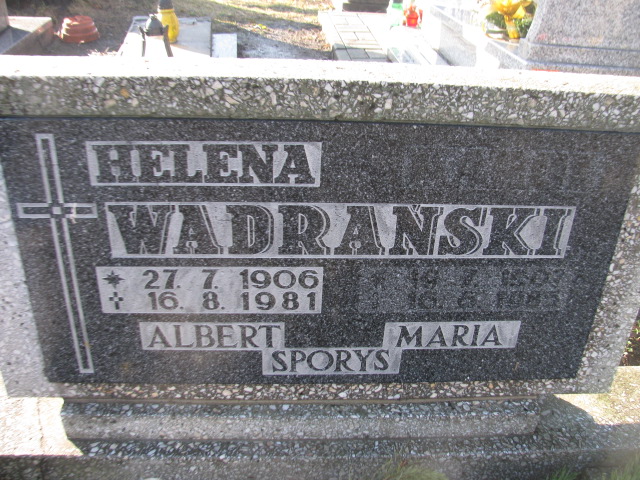 HELENA
WADRAŃSKI
* 27. 7. 1906
✝ 16. 8. 1981
ALBERT MARIA
SPORYS